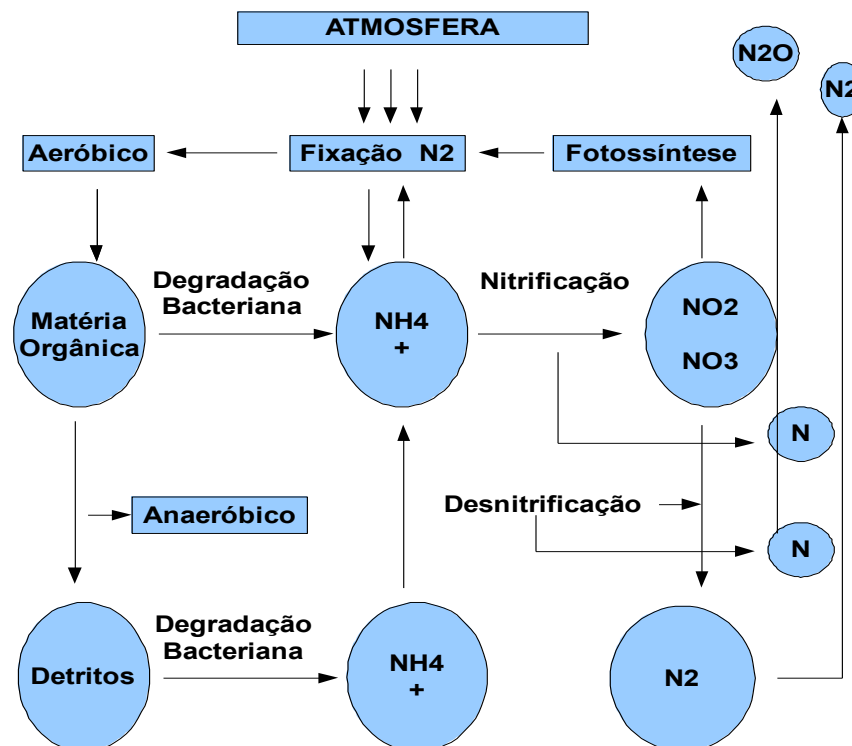 ATMOSFERA
N2O
N2
Aeróbico
Fixação N2
Fotossíntese
Degradação
Bacteriana
Nitrificação
Matéria
Orgânica
NH4
+
NO2
NO3
N
Anaeróbico
Desnitrificação
N
Degradação
Bacteriana
Detritos
NH4
+
N2